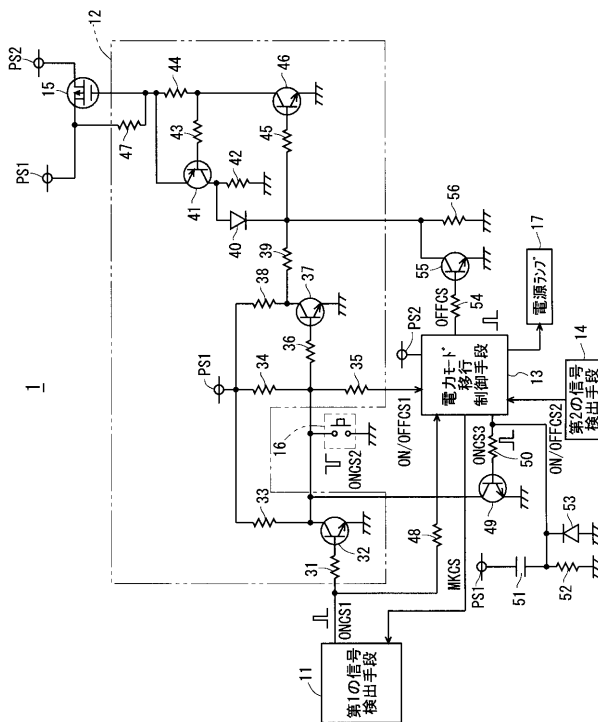 1
12
PS2
15
PS1
47
44
43
41
42
46
45
40
39
38
37
36
PS1
34
35
16
ONCS2
33
32
31
ONCS1
11
第1の信号
検出手段
ON/OFFCS1
48
MKCS
49
ONCS3
50
PS1
51
52
53
ON/OFFCS2
PS2
電力モード
移行
制御手段
13
OFFCS
54
55
56
17
電源ランプ
14
第2の信号
検出手段